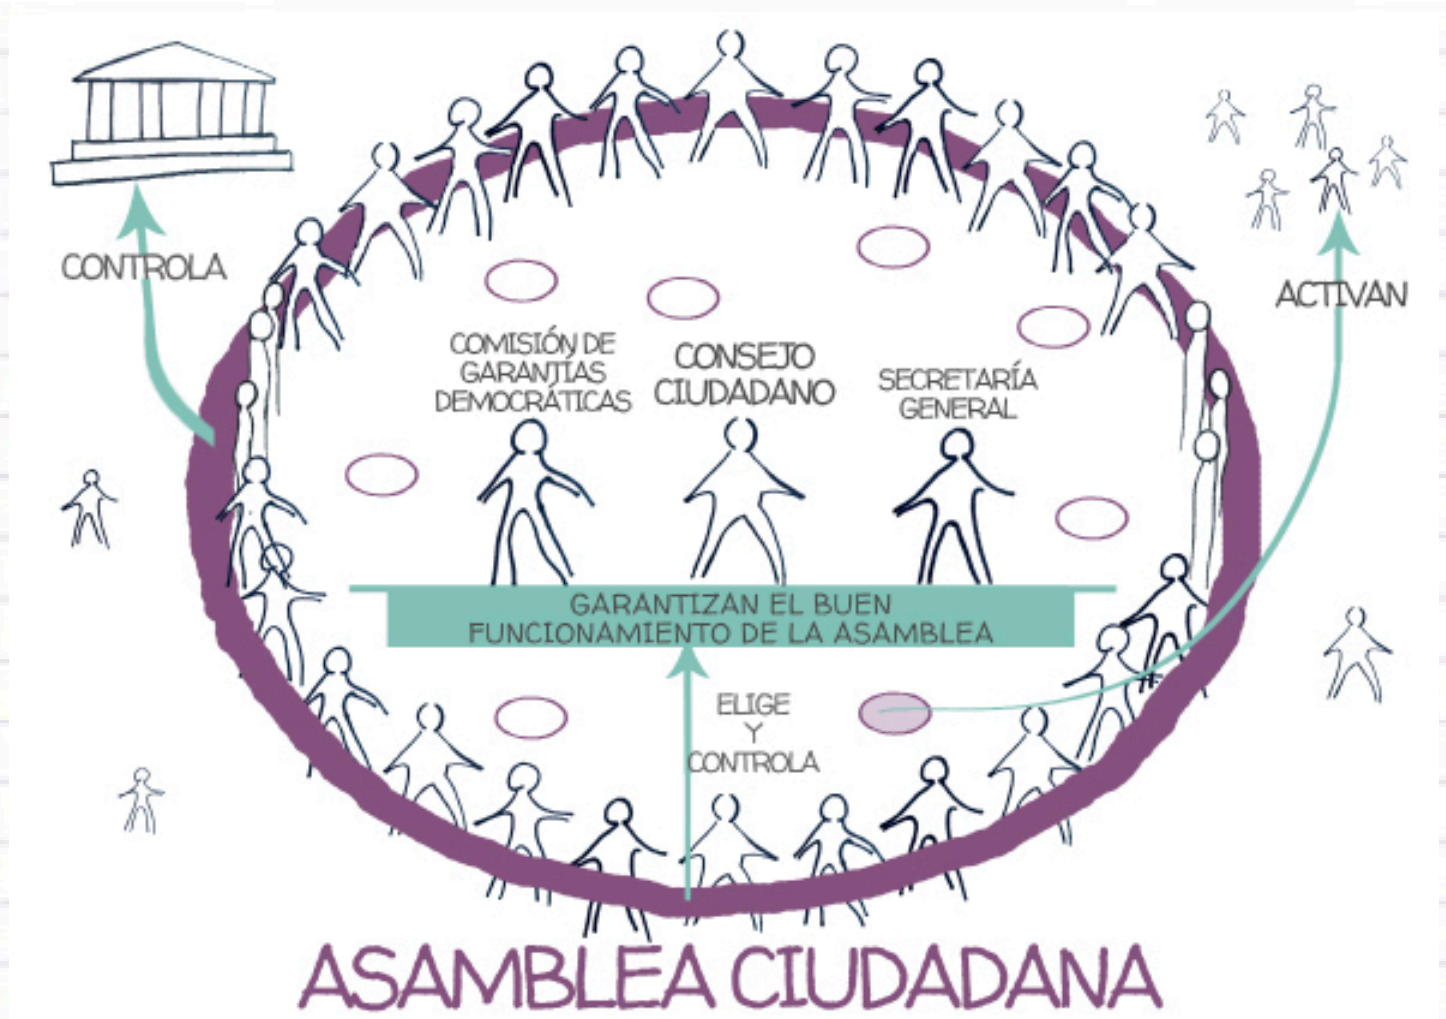 CONTROLA
ACTIVAN
COMISIÓN DE
GARANTÍAS
DEMOCRÁTICAS
CONSEJO
CIUDADANO
SECRETARÍA
GENERAL
GARANTIZAN EL BUEN
FUNCIONAMIENTO DE LA ASAMBLEA
ELIGE
Y
CONTROLA
ASAMBLEA CIUDADANA